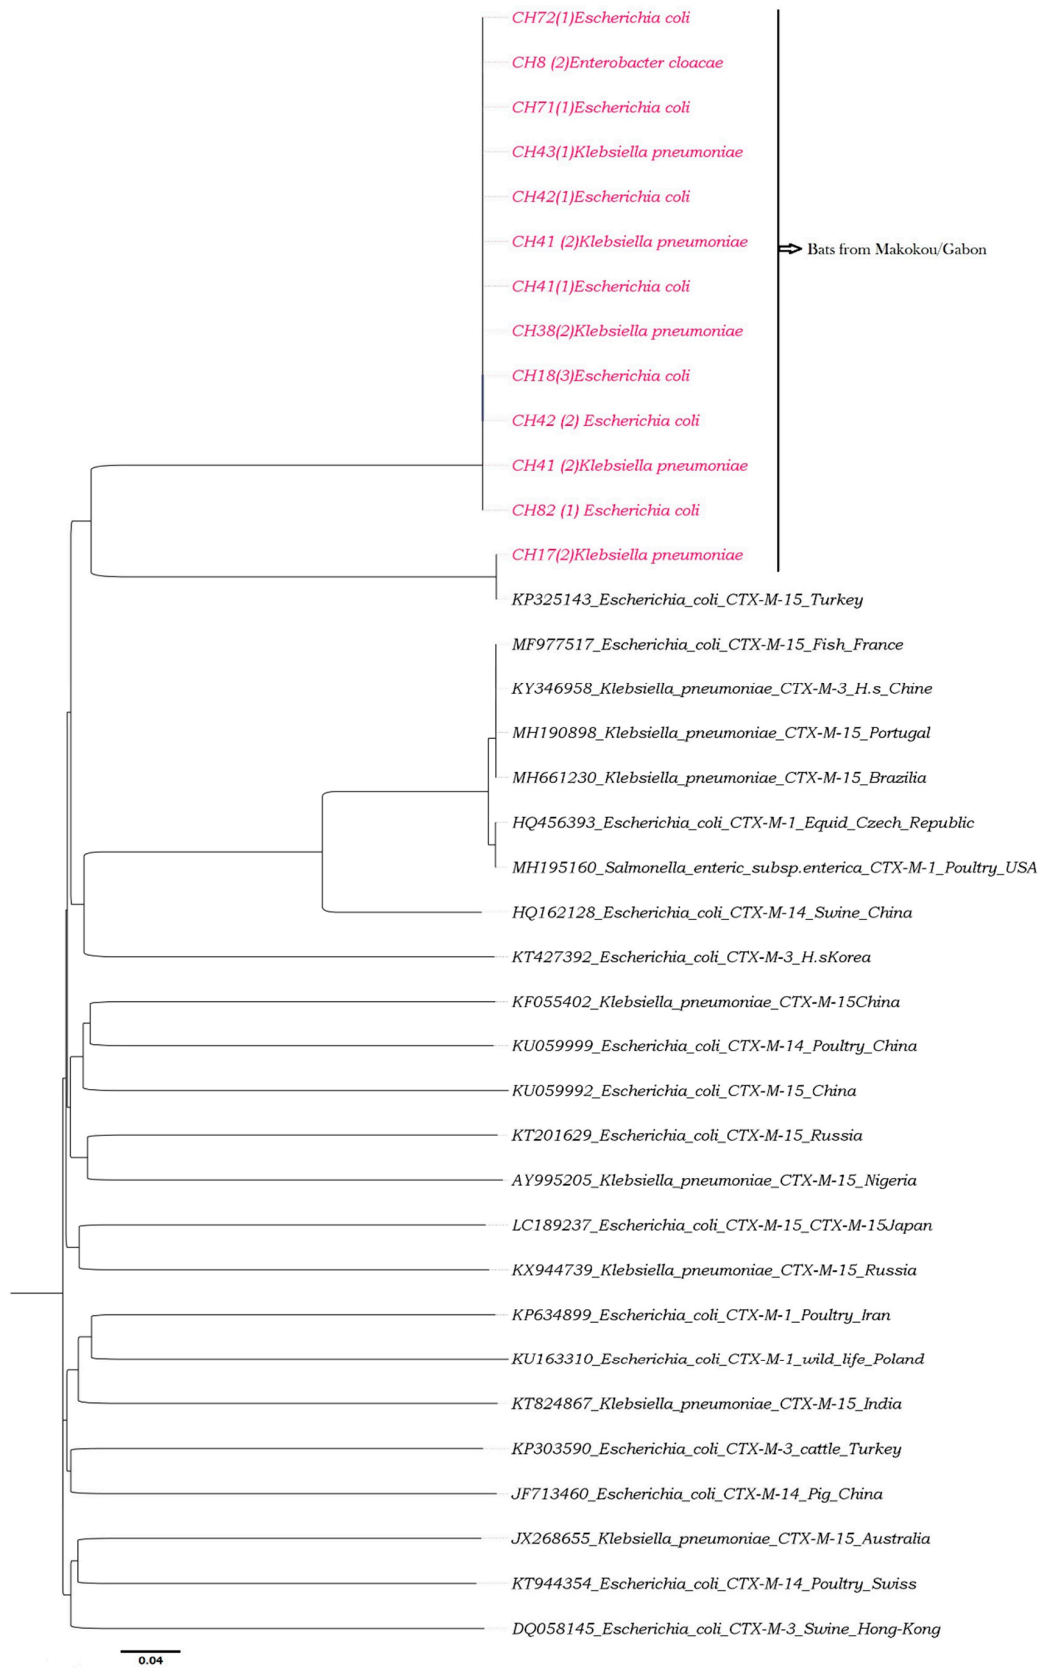 CH72(1)Escherichia coli
CH8 (2)Enterobacter cloacae
CH71(1)Escherichia coli
CH43(1)Klebsiella pneumoniae
CH42(1)Escherichia coli
CH41 (2)Klebsiella pneumoniae
Bats from Makokou/Gabon
CH41(1)Escherichia coli
CH38(2)Klebsiella pneumoniae
CH18(3)Escherichia coli
CH42 (2) Escherichia coli
CH41 (2)Klebsiella pneumoniae
CH82 (1) Escherichia coli
CH17(2)Klebsiella pneumoniae
KP325143_Escherichia_coli_CTX-M-15_Turkey
MF977517_Escherichia_coli_CTX-M-15_Fish_France
KY346958_Klebsiella_pneumoniae_CTX-M-3_H.s_Chine
MH190898_Klebsiella_pneumoniae_CTX-M-15_Portugal
MH661230_Klebsiella_pneumoniae_CTX-M-15_Brazilia
HQ456393_Escherichia_coli_CTX-M-1_Equid_Czech_Republic
MH195160_Salmonella_enteric_subsp.enterica_CTX-M-1_Poultry_USA
HQ162128_Escherichia_coli_CTX-M-14_Swine_China
KT427392_Escherichia_coli_CTX-M-3_H.sKorea
KF055402_Klebsiella_pneumoniae_CTX-M-15China
KU059999_Escherichia_coli_CTX-M-14_Poultry_China
KU059992_Escherichia_coli_CTX-M-15_China
KT201629_Escherichia_coli_CTX-M-15_Russia
AY995205_Klebsiella_pneumoniae_CTX-M-15_Nigeria
LC189237_Escherichia_coli_CTX-M-15_CTX-M-15Japan
KX944739_Klebsiella_pneumoniae_CTX-M-15_Russia
KP634899_Escherichia_coli_CTX-M-1_Poultry_Iran
KU163310_Escherichia_coli_CTX-M-1_wild_life_Poland
KT824867_Klebsiella_pneumoniae_CTX-M-15_India
KP303590_Escherichia_coli_CTX-M-3_cattle_Turkey
JF713460_Escherichia_coli_CTX-M-14_Pig_China
JX268655_Klebsiella_pneumoniae_CTX-M-15_Australia
KT944354_Escherichia_coli_CTX-M-14_Poultry_Swiss
DQ058145_Escherichia_coli_CTX-M-3_Swine_Hong-Kong
0.04